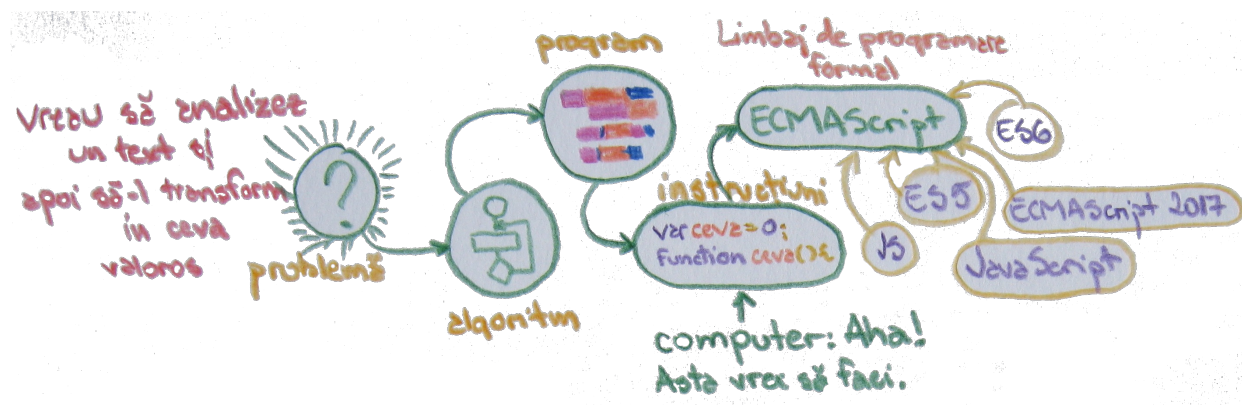 Vreau să analizez
un text și
apoi să-l transform
in ceva
valoros
?
problemă
algoritm
program
instrucțiuni
var ceva = 0;
function ceva(){
computer: Aha!
Asta vrei să faci.
Limbaj de programare
formal
ECMAScript
ES6
ES5
ECMAScript 2017
JS
JavaScript